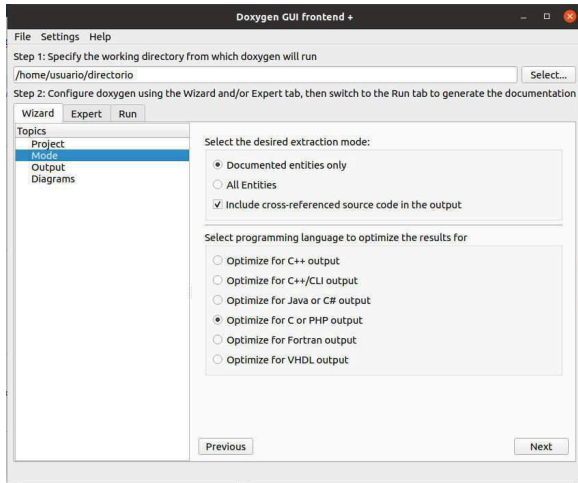 Doxygen GUI frontend +
File Settings Help
Step 1: Specify the working directory from which doxygen will run
/home/usuario/directorio
Select...
Step 2: Configure doxygen using the Wizard and/or Expert tab, then switch to the Run tab to generate the documentation
Wizard Expert Run
Topics
Project
Mode
Output
Diagrams
Select the desired extraction mode:
Documented entities only
All Entities
Include cross-referenced source code in the output
Select programming language to optimize the results for
Optimize for C++ output
Optimize for C++/CLI output
Optimize for Java or C# output
Optimize for C or PHP output
Optimize for Fortran output
Optimize for VHDL output
Previous
Next